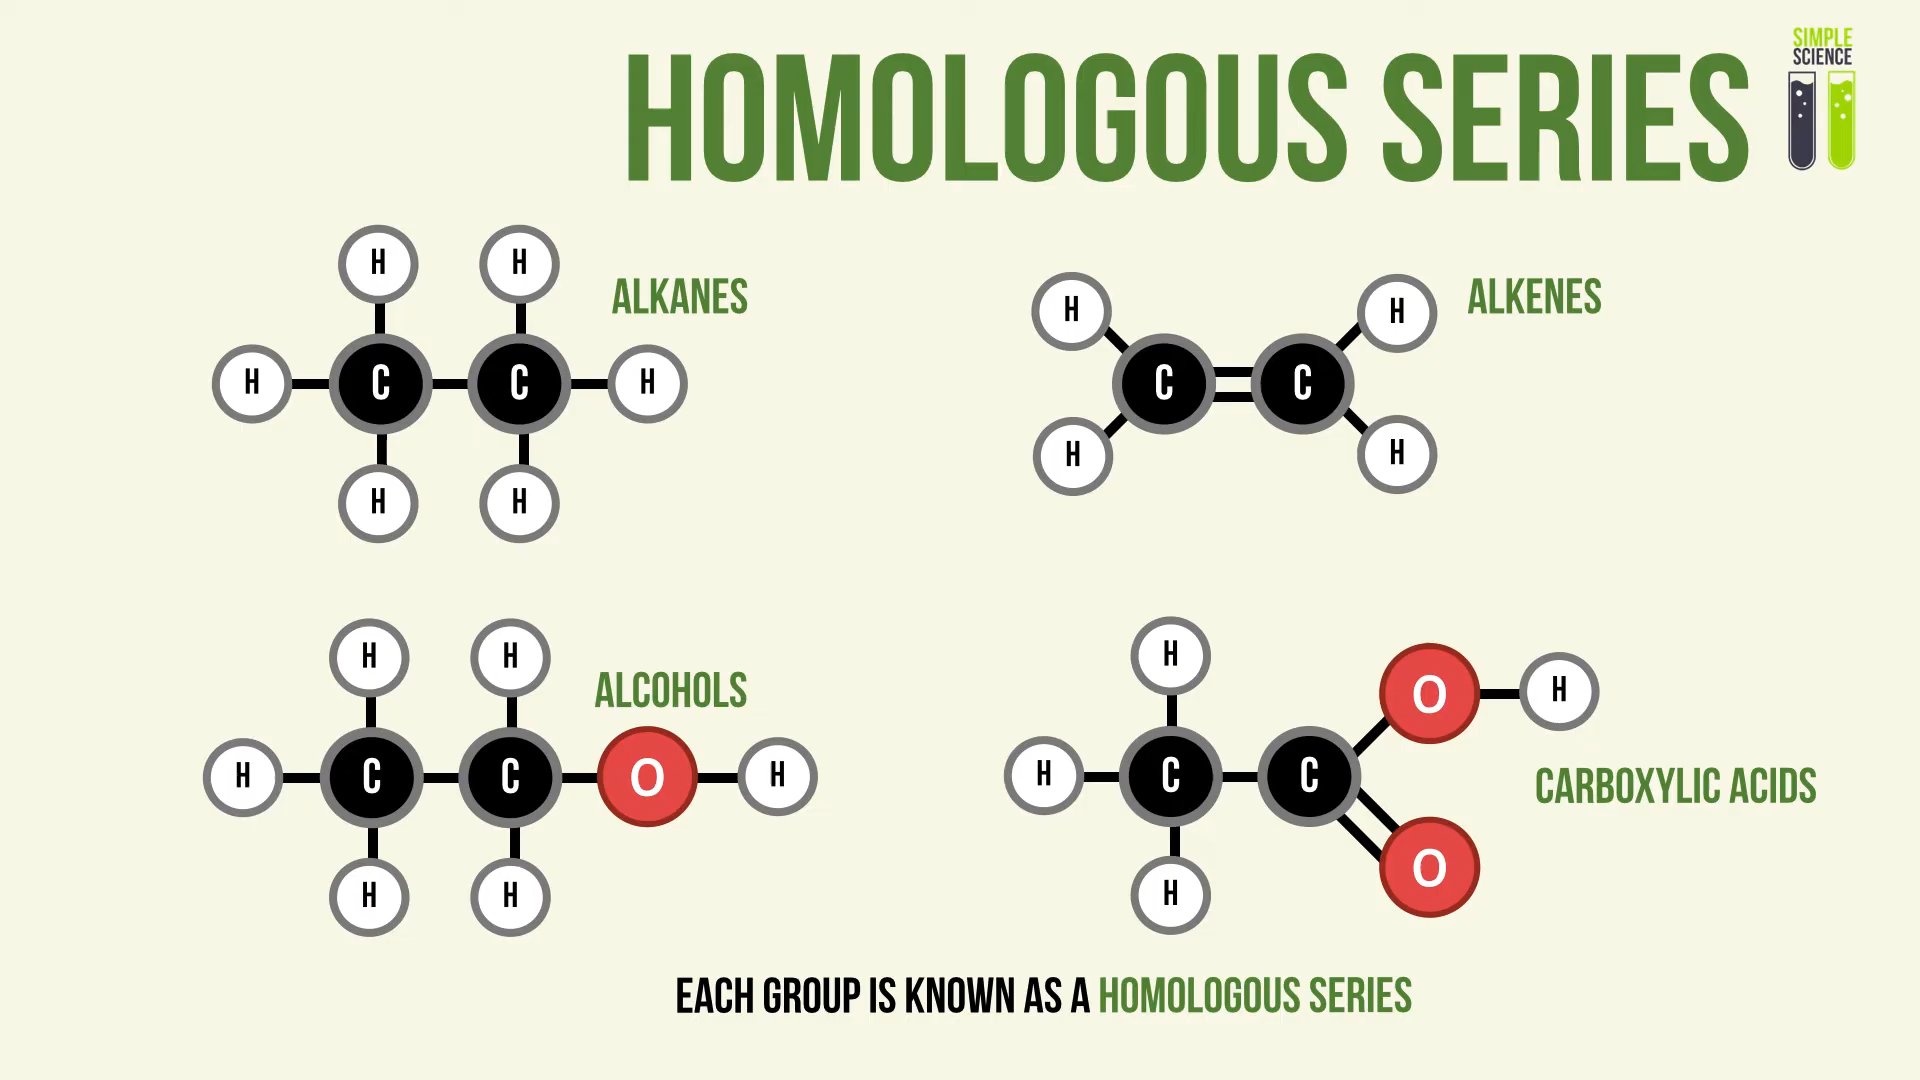 HOMOLOGOUS SERIES
SIMPLE
SCIENCE
H H
ALKANES
H C C H
H H
H H
ALKENES
C C
H H
H H
ALCOHOLS
H C C O H
H H
H
O H
H C C
CARBOXYLIC ACIDS
O
H
EACH GROUP IS KNOWN AS A HOMOLOGOUS SERIES